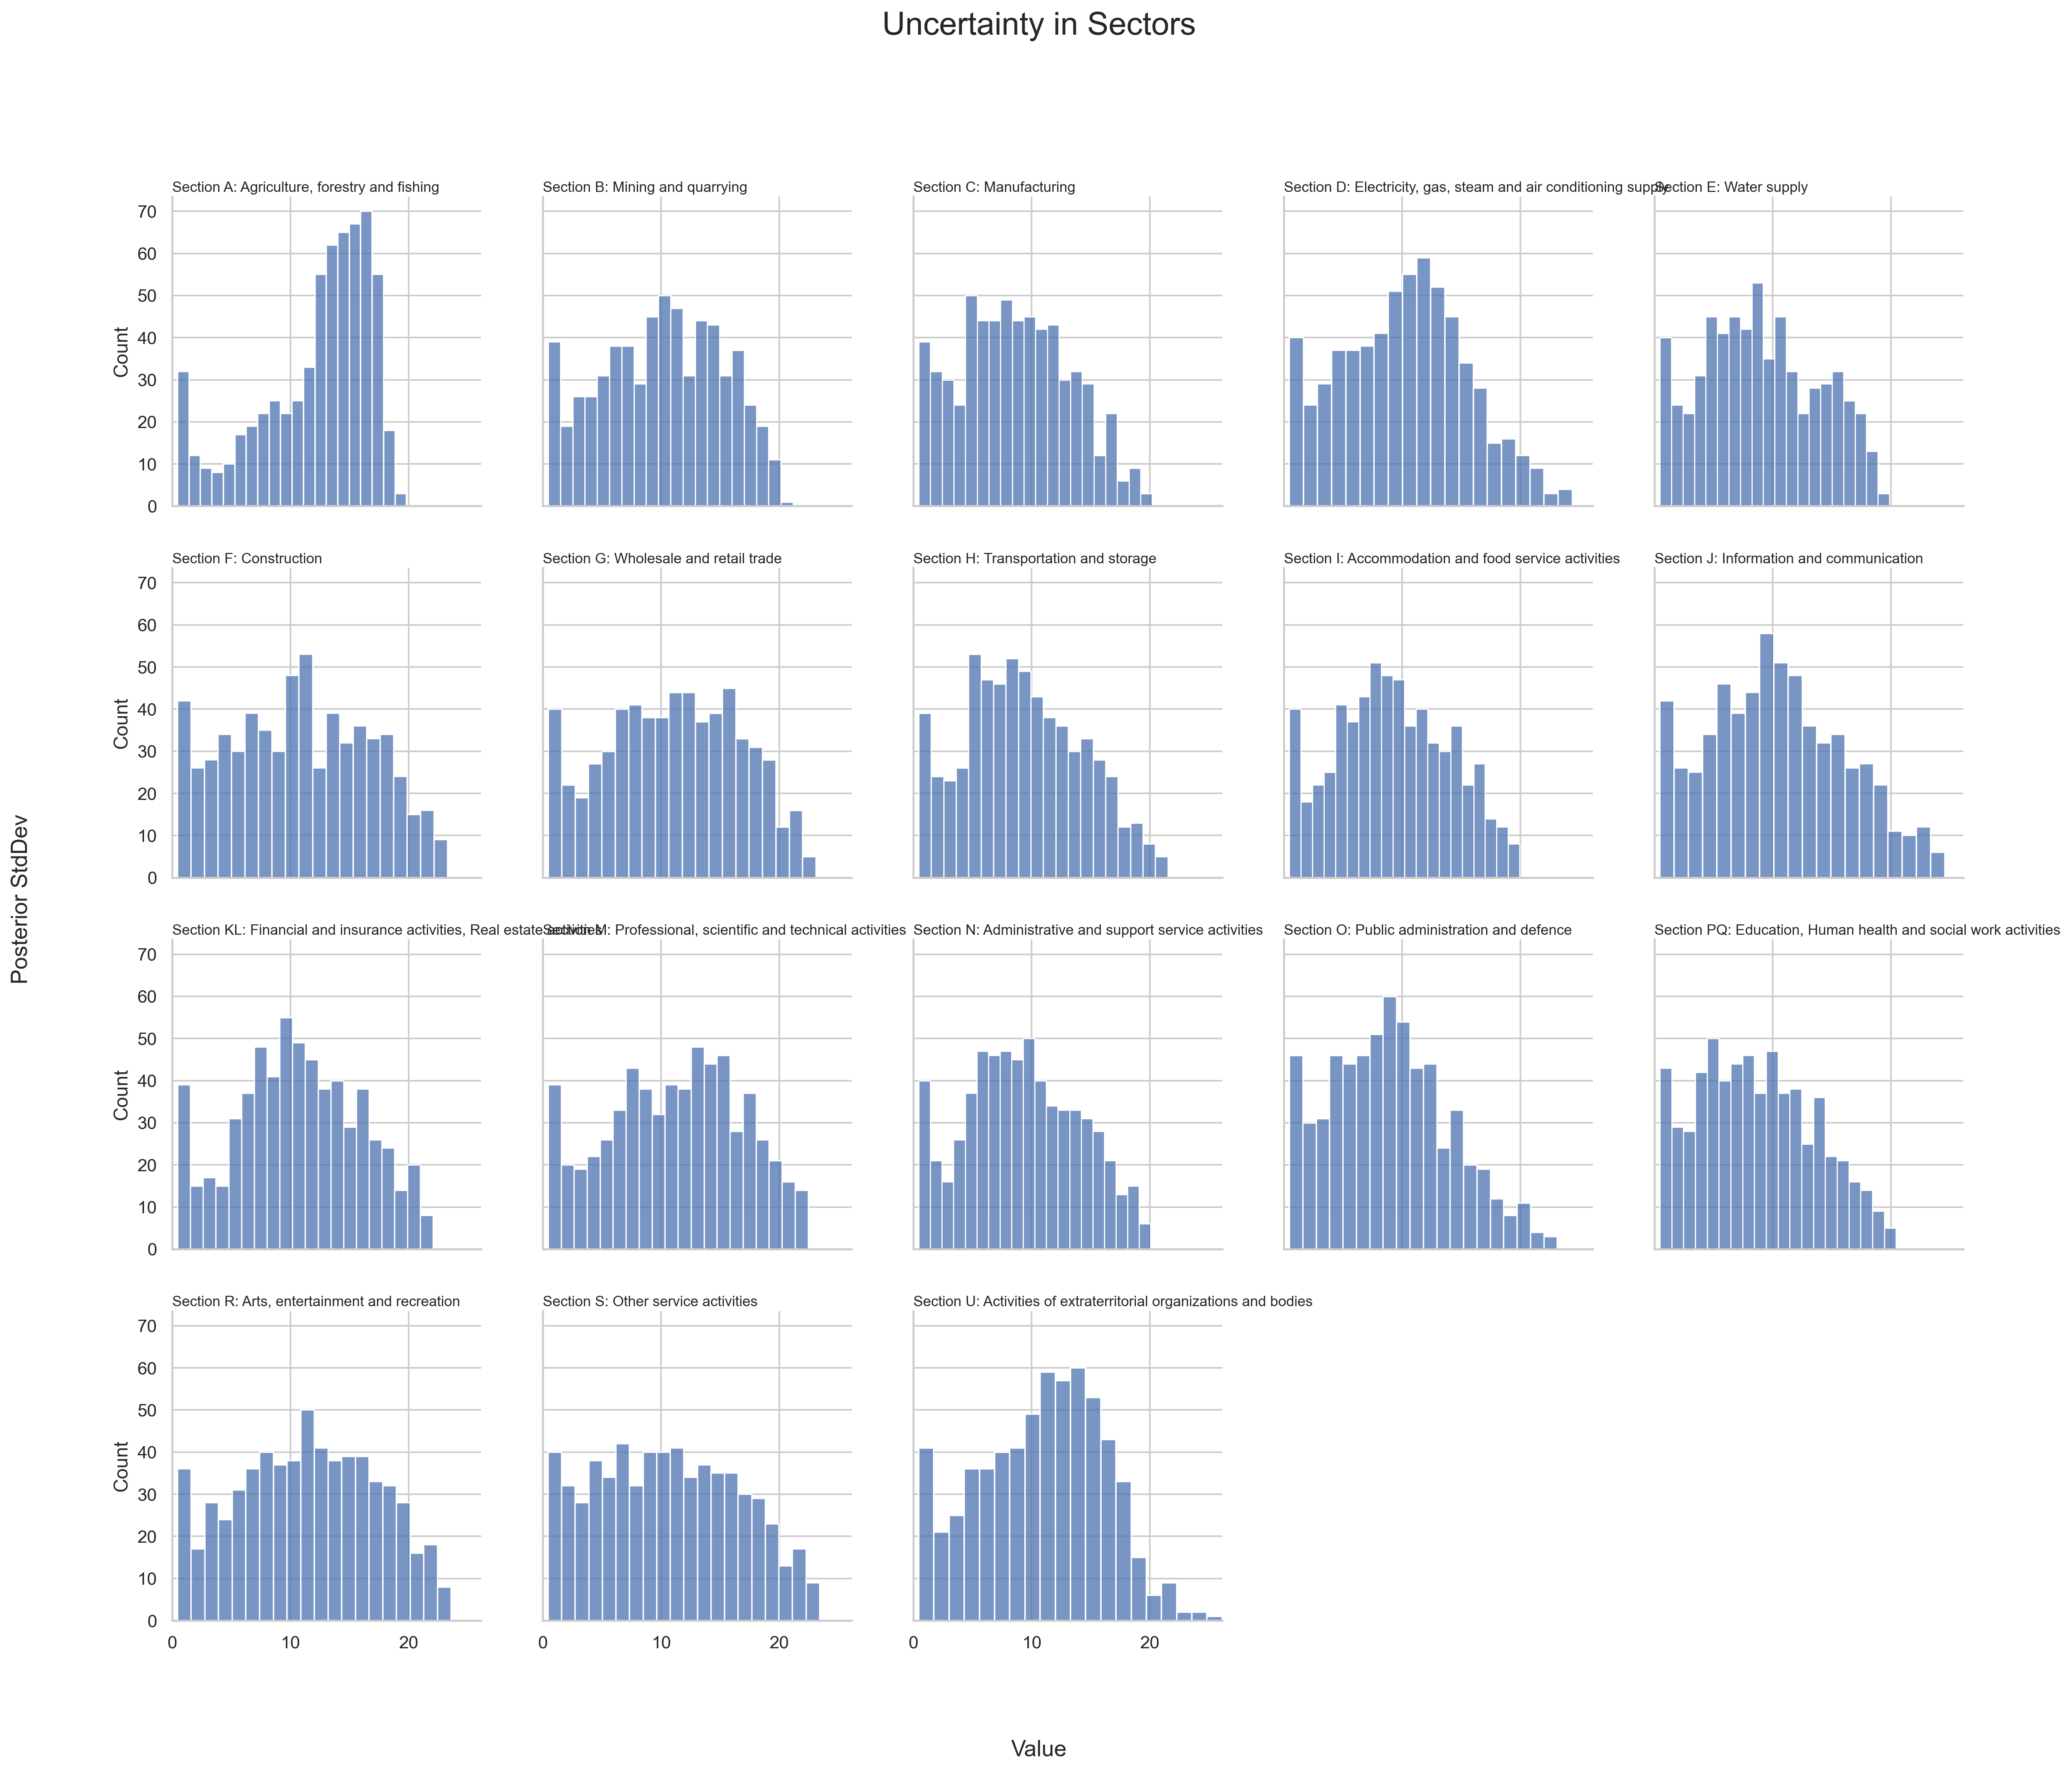 Uncertainty in Sectors
Section A: Agriculture, forestry and fishing
Section B: Mining and quarrying
Section C: Manufacturing
Section D: Electricity, gas, steam and air conditioning supply
Section E: Water supply
70
60
50
40
30
20
10
0
Count
Section F: Construction
Section G: Wholesale and retail trade
Section H: Transportation and storage
Section I: Accommodation and food service activities
Section J: Information and communication
70
60
50
40
30
20
10
0
Count
Posterior StdDev
Section KL: Financial and insurance activities, Real estate activities
Section M: Professional, scientific and technical activities
Section N: Administrative and support service activities
Section O: Public administration and defence
Section PQ: Education, Human health and social work activities
70
60
50
40
30
20
10
0
Count
Section R: Arts, entertainment and recreation
Section S: Other service activities
Section U: Activities of extraterritorial organizations and bodies
70
60
50
40
30
20
10
0
Count
0 10 20
0 10 20
0 10 20
Value